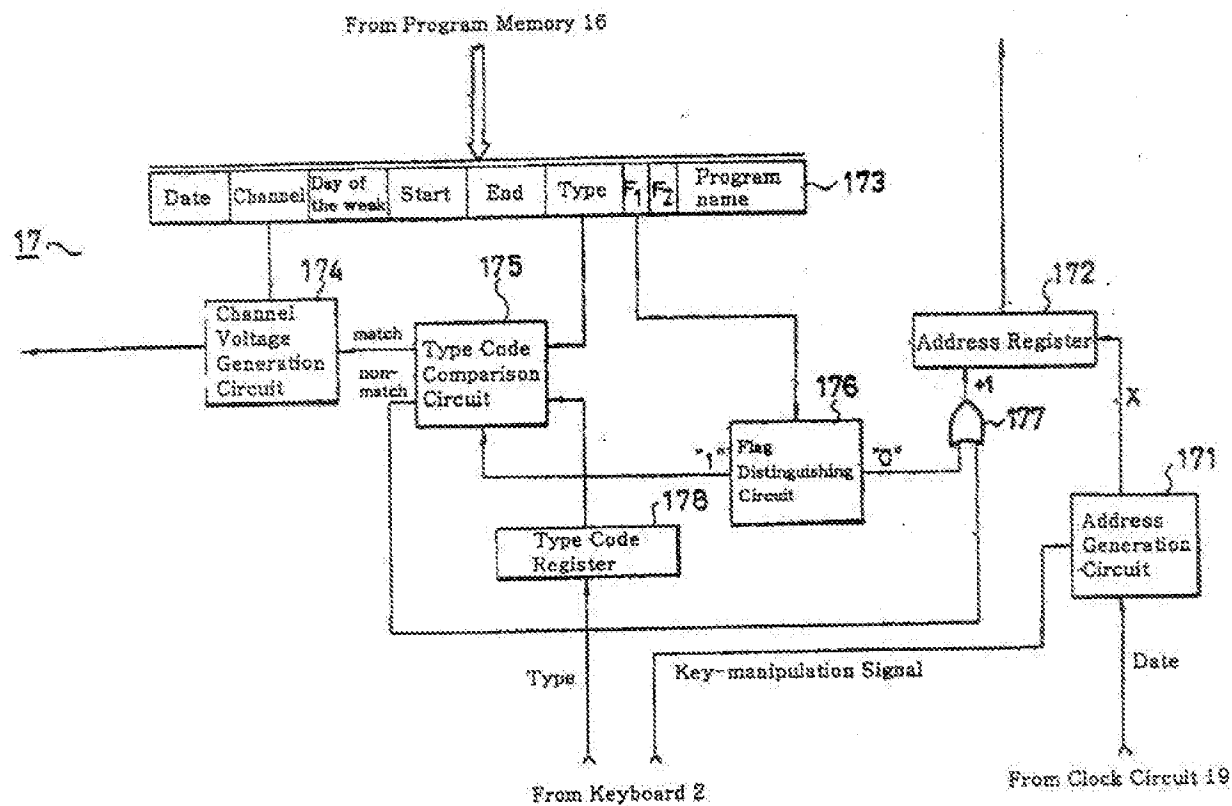 From Program Memory 16
Date
Channel
Day of
the weak
Start
End
Type
F1
F2
Program
name
173
17
174
175
172
Channel
Voltage
Generation
Circuit
match
non-
match
Type Code
Comparison
Circuit
Address Register
+1
X
177
176
"1"
Flag
Distinguishing
Circuit
"0"
171
178
Type Code
Register
Address
Generation
Circuit
Type
Key-manipulation Signal
Date
From Keyboard 2
From Clock Circuit 19